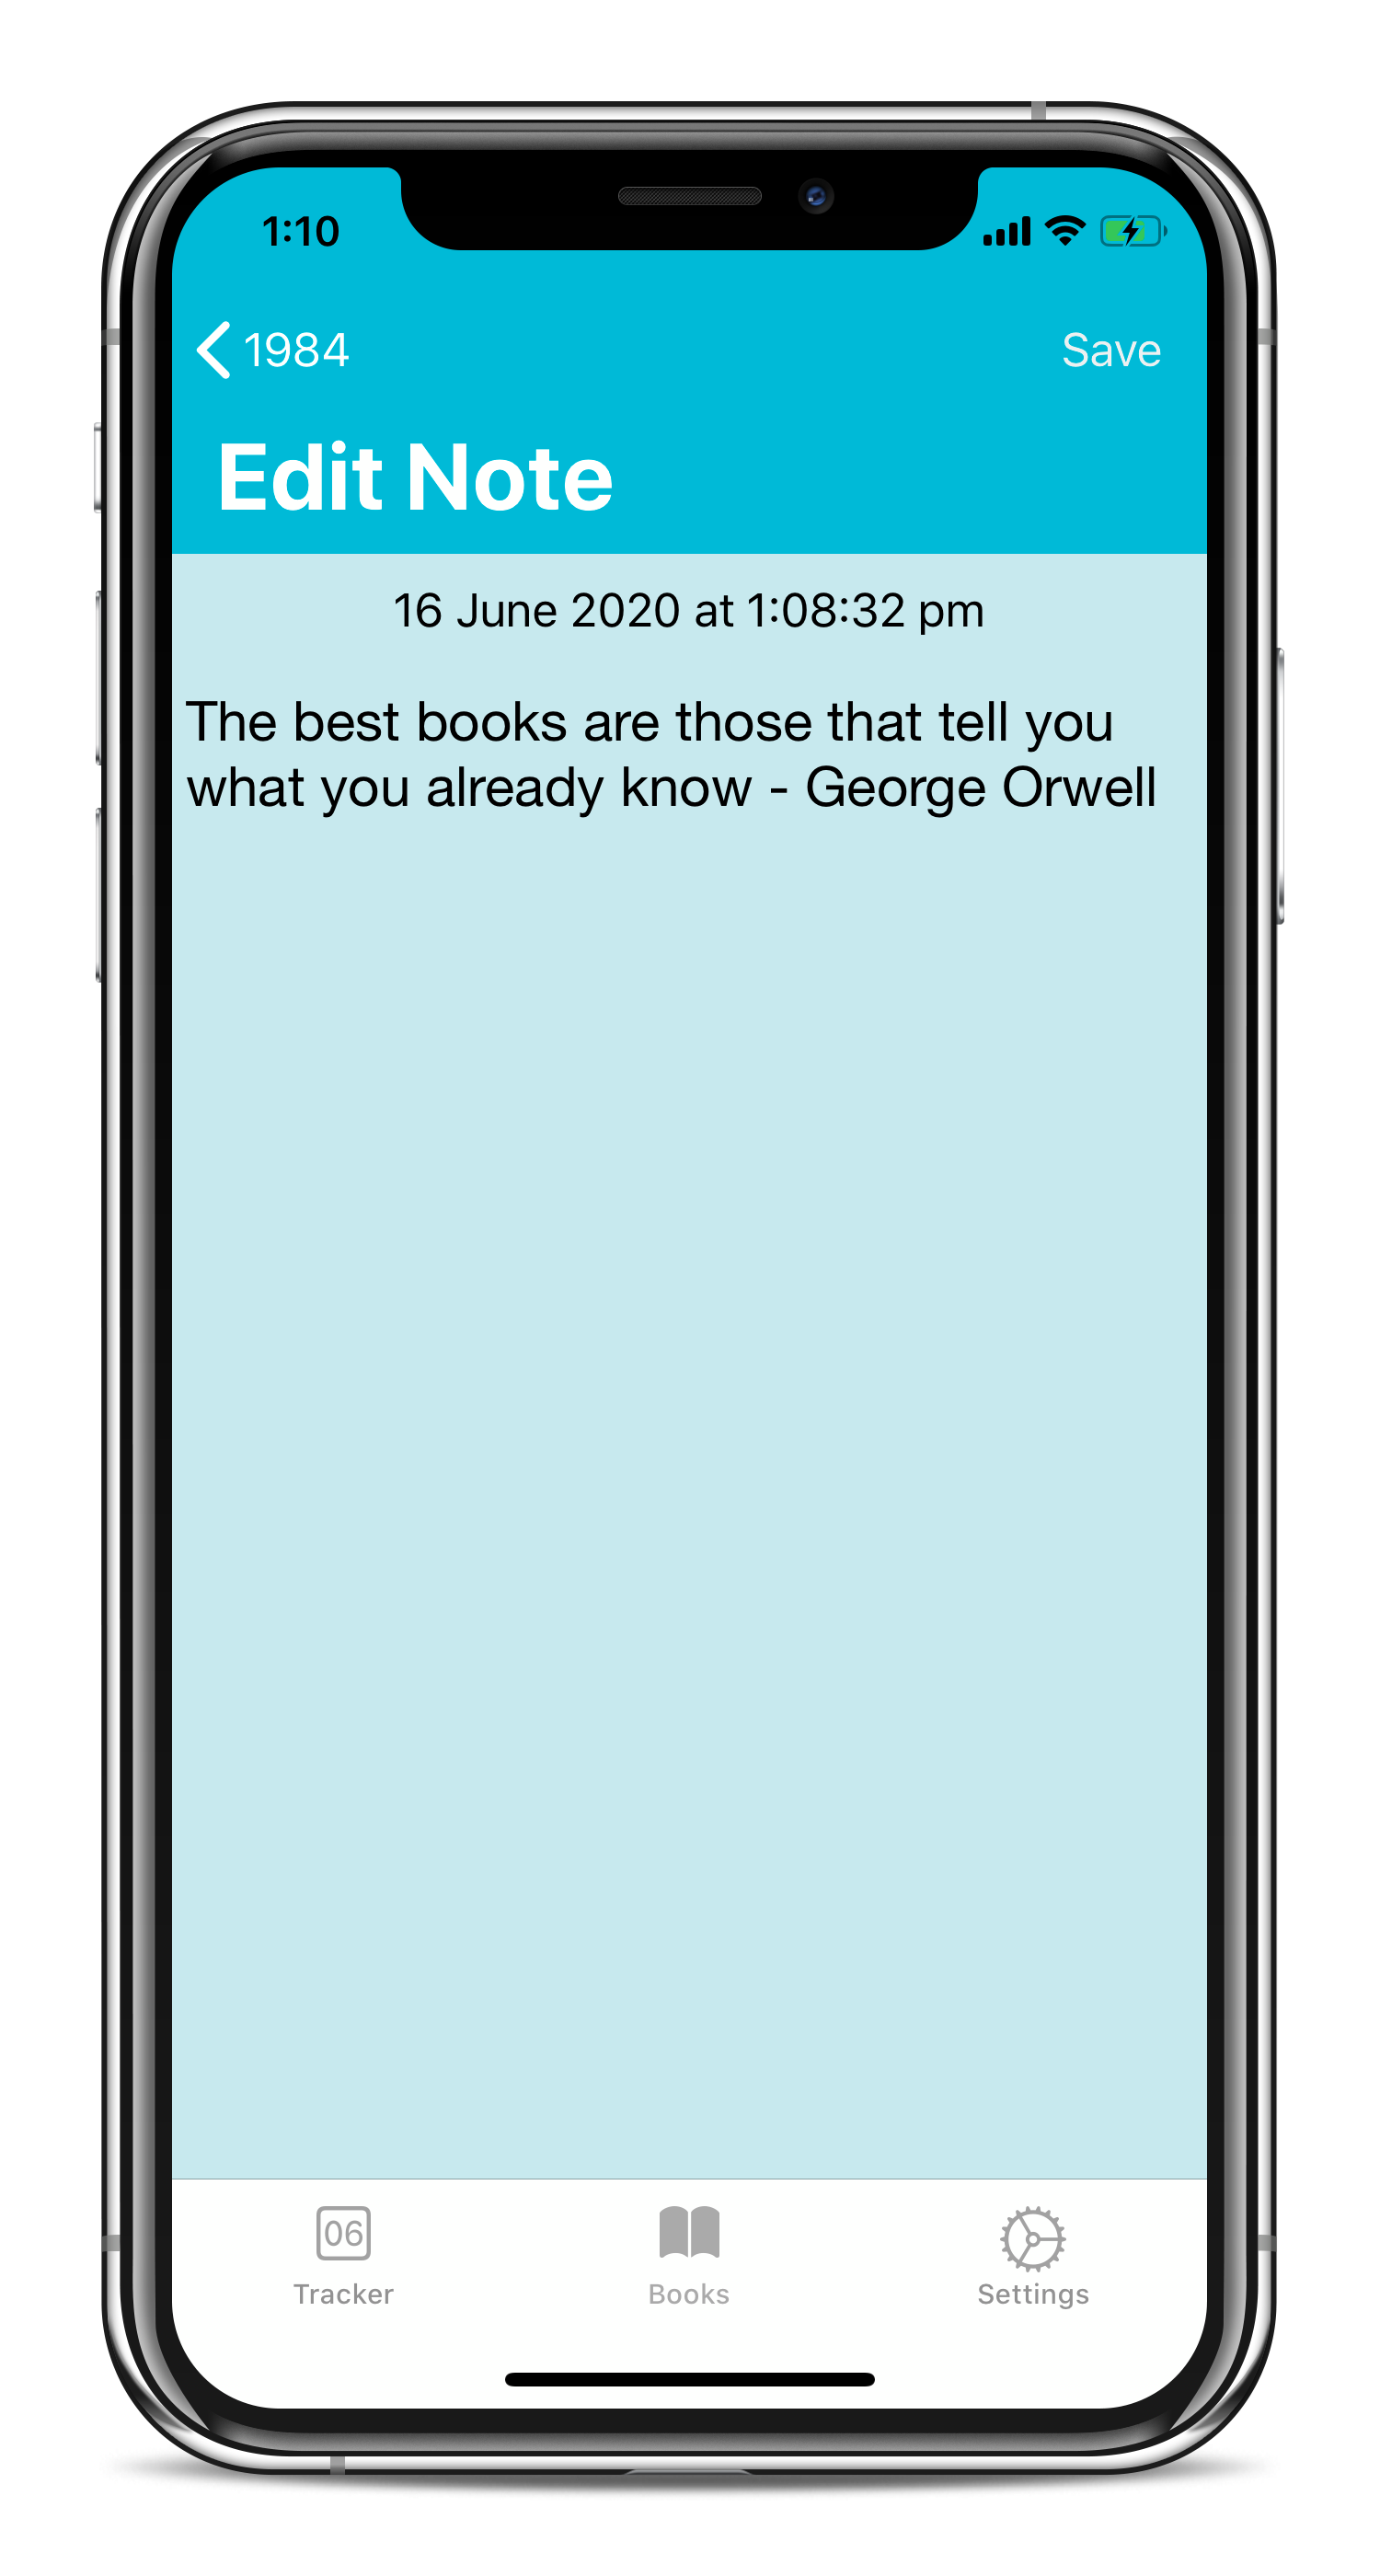 1:10
1984
Save
Edit Note
16 June 2020 at 1:08:32 pm
The best books are those that tell you
what you already know - George Orwell
06
Tracker
Books
Settings